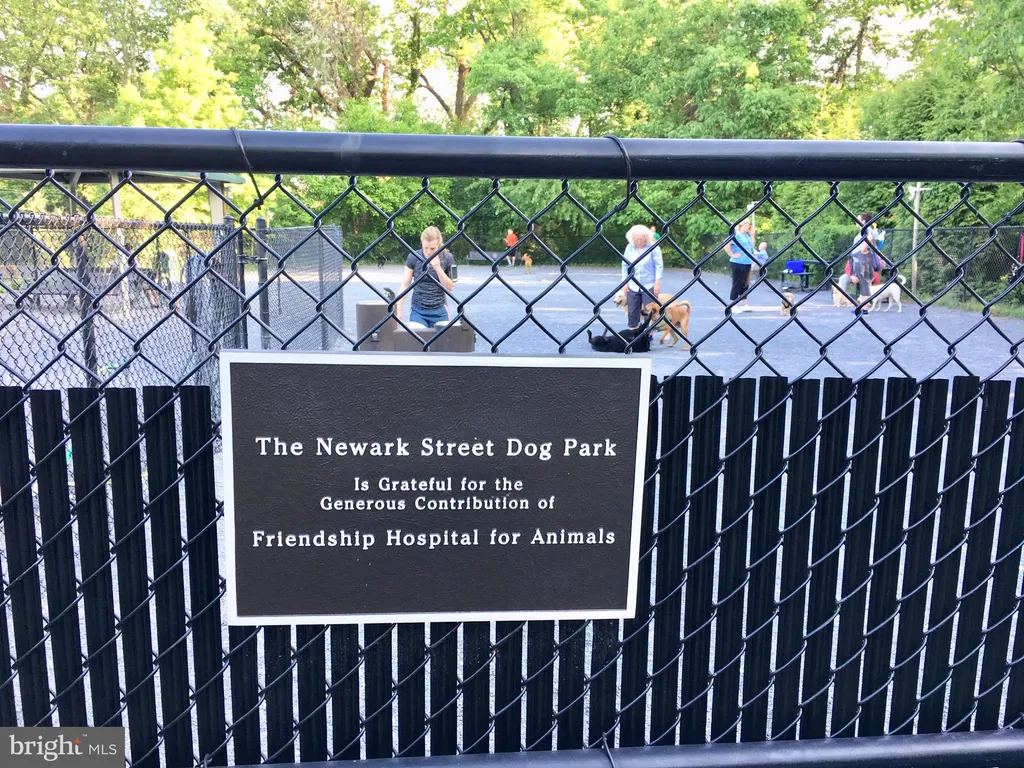 The Newark Street Dog Park
Is Grateful for the
Generous Contribution of
Friendship Hospital for Animals
bright MLS